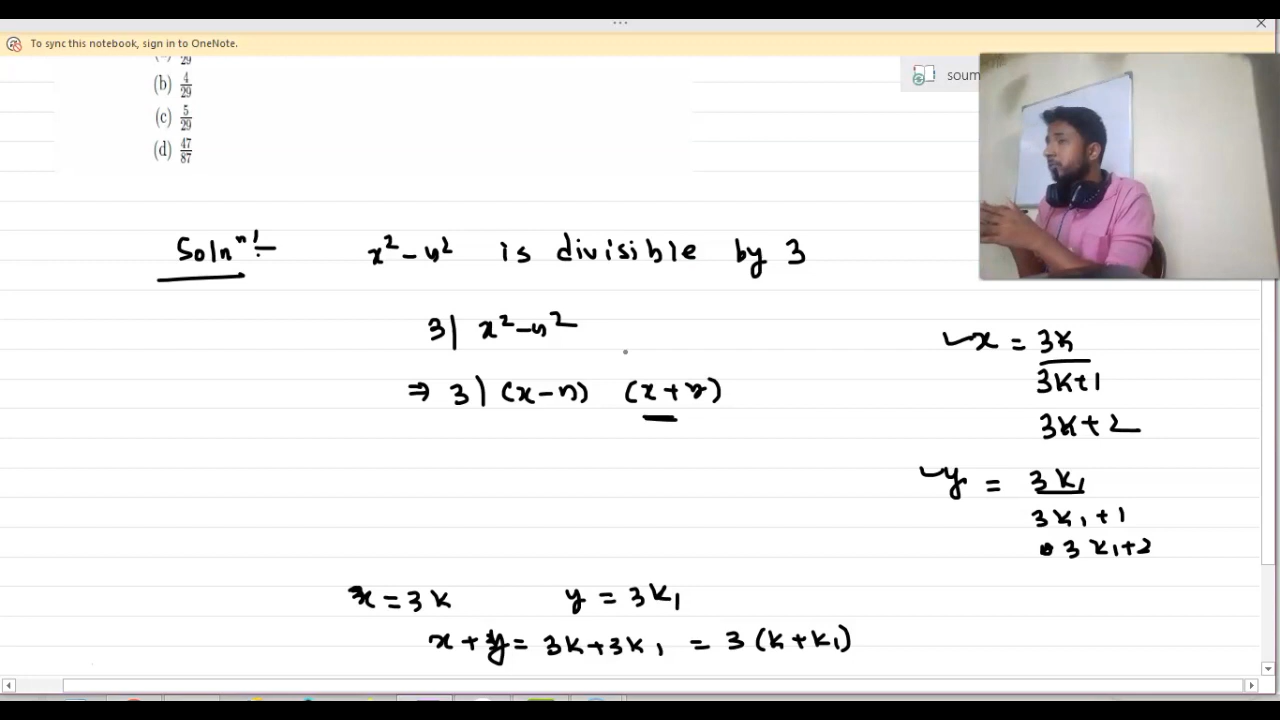 To sync this notebook, sign in to OneNote.
soum
29
(b) 4/29
(c) 5/29
(d) 47/87
Soln :- x² - y² is divisible by 3
3 | x² - y²
⇒ 3 | (x - y) (x + y)
x = 3k
3k + 1
3k + 2
y = 3k₁
3k₁ + 1
3k₁ + 2
x = 3k y = 3k₁
x + y = 3k + 3k₁ = 3 (k + k₁)